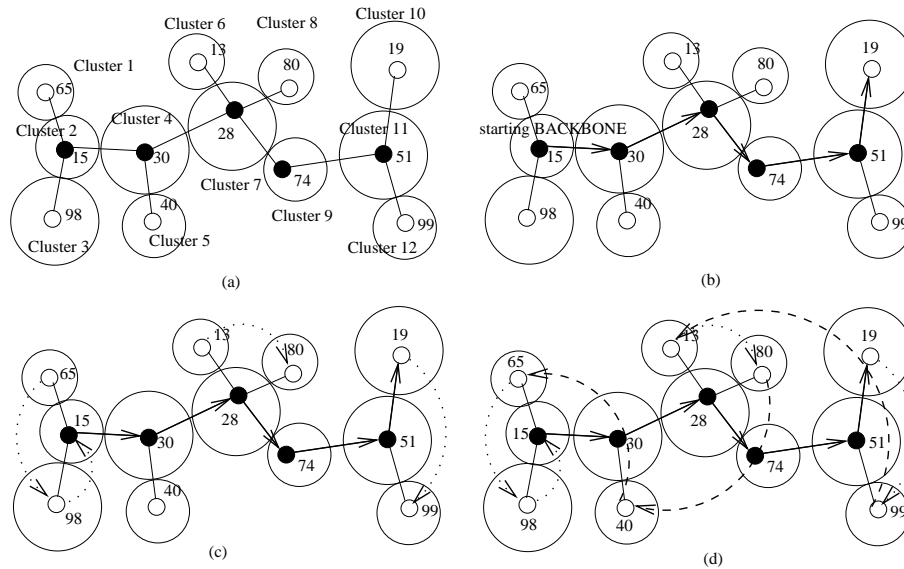 Cluster 6
Cluster 8
Cluster 10
13
80
19
Cluster 1
Cluster 9
65
Cluster 4
Cluster 2
28
Cluster 11
15
30
51
Cluster 7
74
98
40
Cluster 9
99
Cluster 3
Cluster 5
Cluster 12
(a)
13
80
19
65
starting BACKBONE
28
15
30
51
74
98
40
99
(b)
13
80
19
65
28
15
30
51
74
98
40
99
(c)
13
80
19
65
28
15
30
51
74
98
40
99
(d)